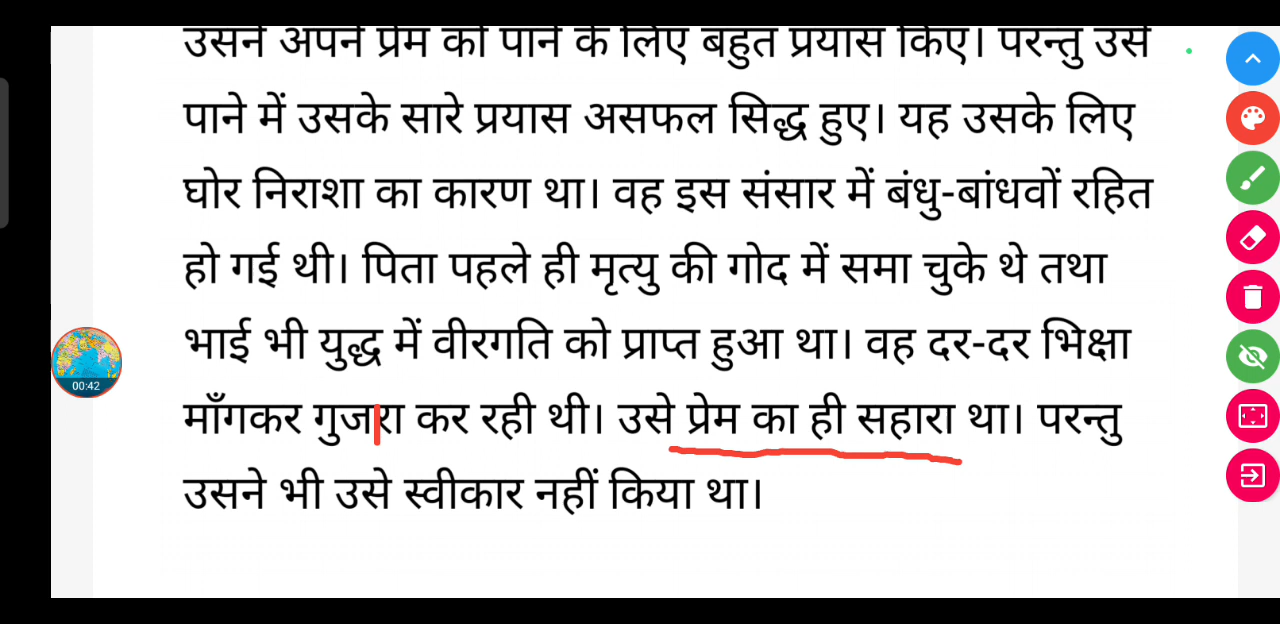 उसने अपने प्रेम को पाने के लिए बहुत प्रयास किए। परन्तु उसे
पाने में उसके सारे प्रयास असफल सिद्ध हुए। यह उसके लिए
घोर निराशा का कारण था। वह इस संसार में बंधु-बांधवों रहित
हो गई थी। पिता पहले ही मृत्यु की गोद में समा चुके थे तथा
भाई भी युद्ध में वीरगति को प्राप्त हुआ था। वह दर-दर भिक्षा
माँगकर गुजारा कर रही थी। उसे प्रेम का ही सहारा था। परन्तु
उसने भी उसे स्वीकार नहीं किया था।
00:42